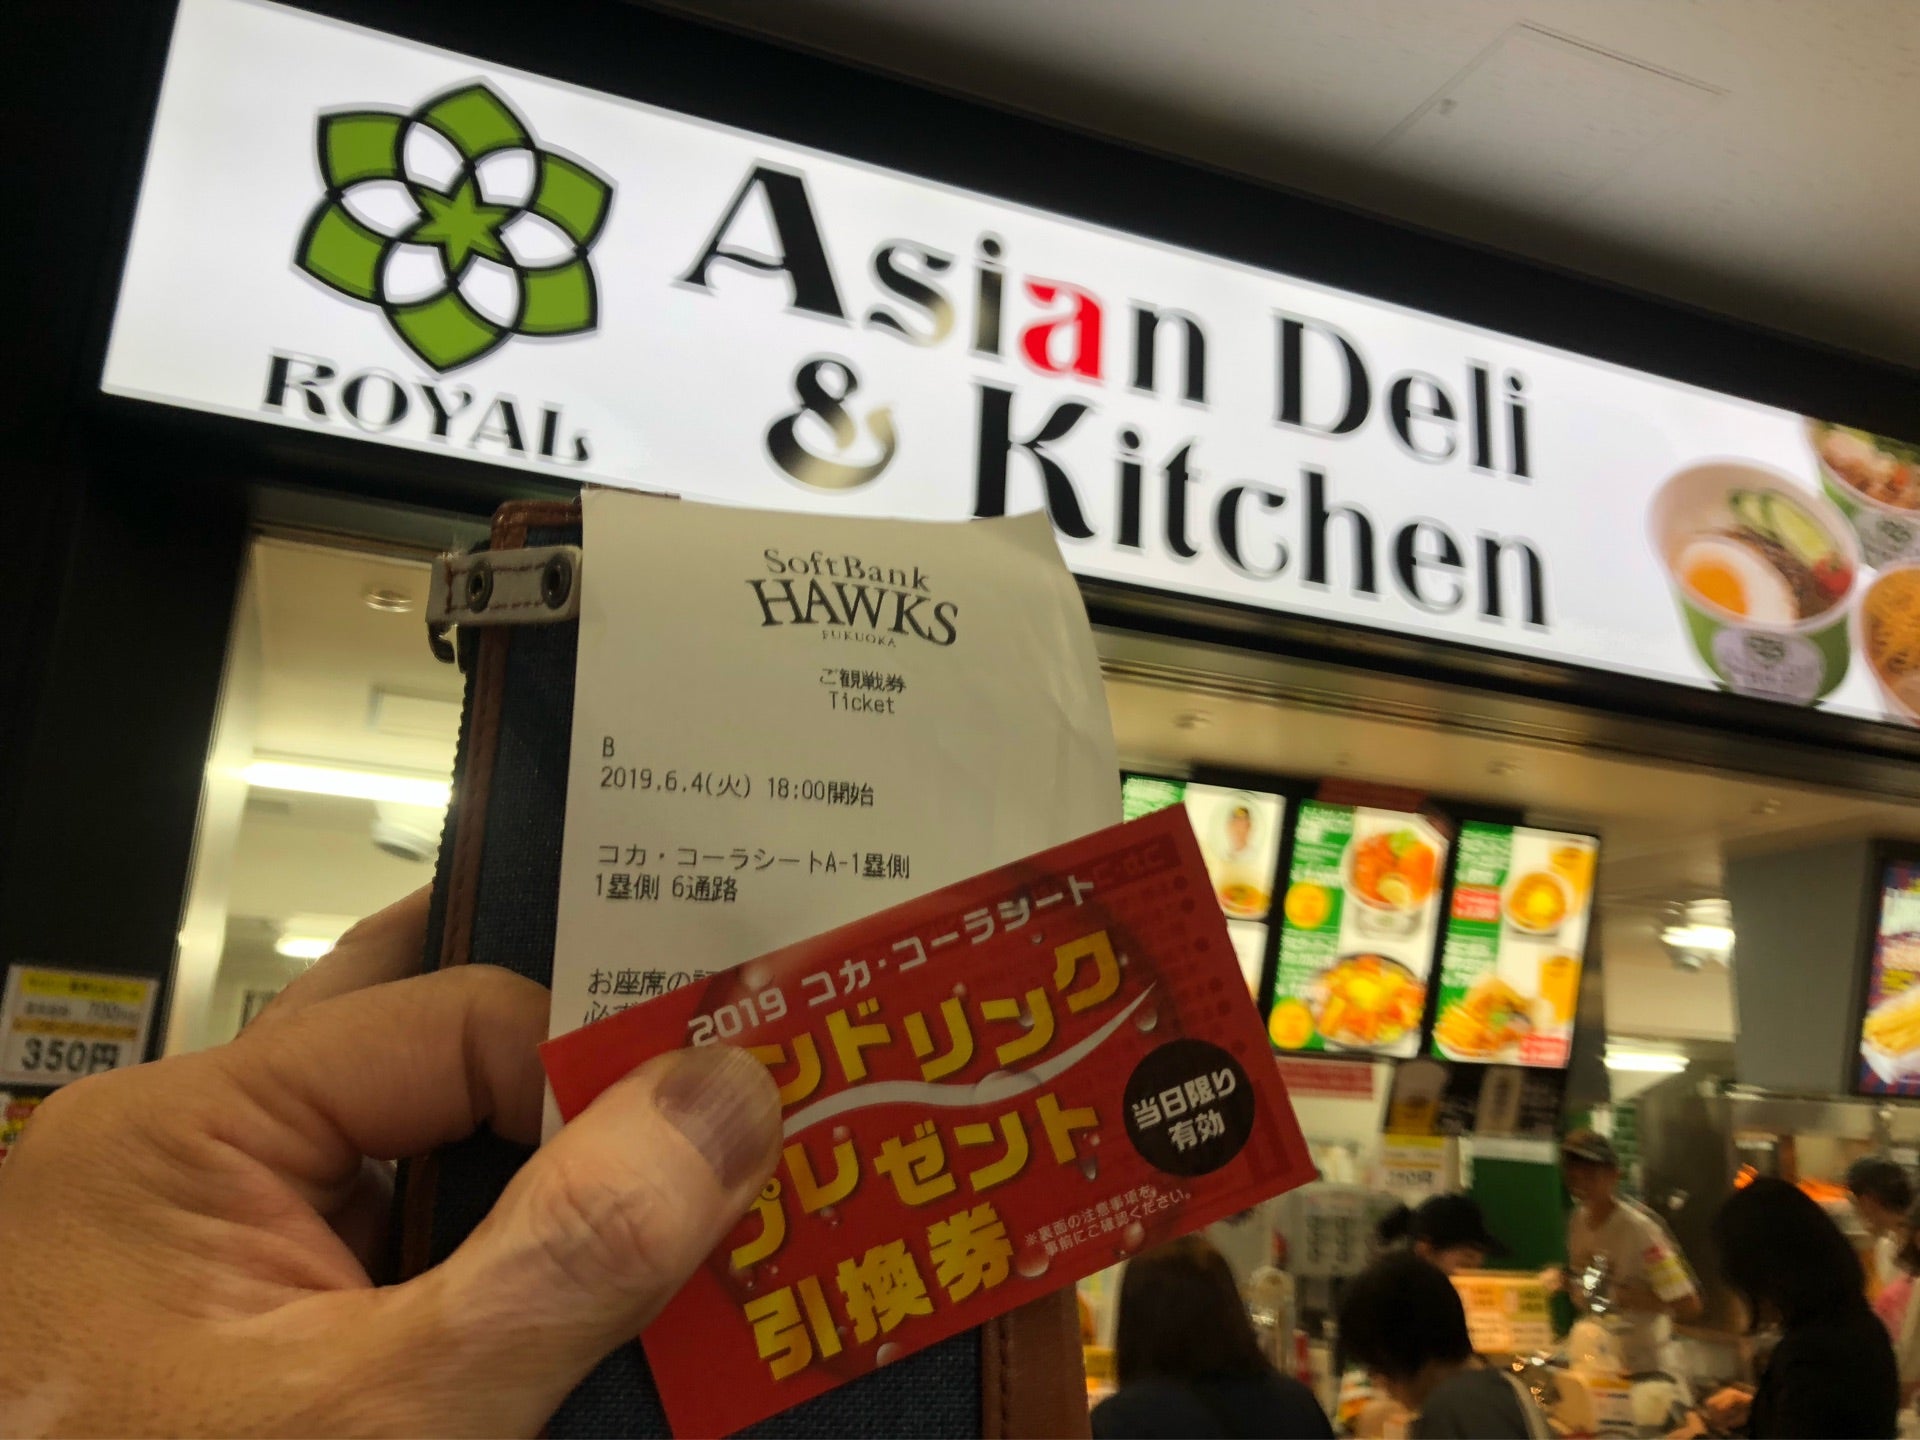 ROYAL
Asian Deli
& Kitchen
SoftBank
HAWKS
FUKUOKA
ご観戦券
Ticket
B
2019.6.4(火) 18:00開始
コカ・コーラシートA-1塁側
1塁側 6通路
お座席の
必ず
2019 コカ・コーラシート
ンドリンク
プレゼント
引換券
当日限り
有効
※裏面の注意事項を、
事前にご確認ください。
350円